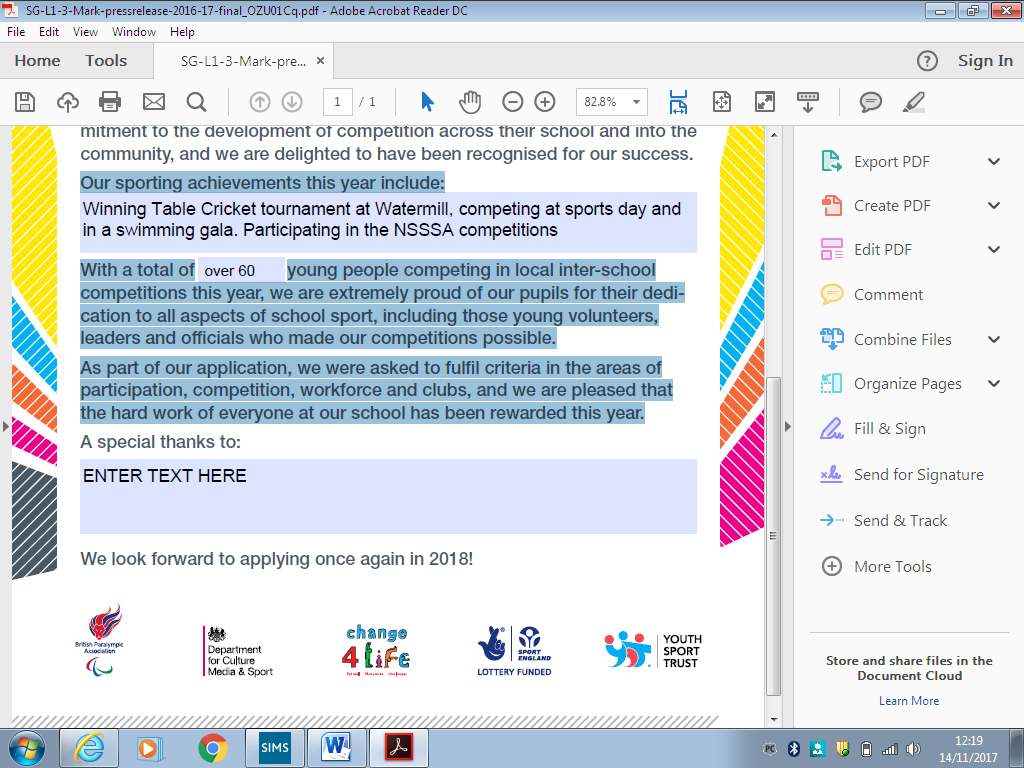 SG-L1-3-Mark-pressrelease-2016-17-final_OZU01Cq.pdf - Adobe Acrobat Reader DC
File Edit View Window Help
Home Tools SG-L1-3-Mark-pre... × Sign In
1 / 1 82.8%
mitment to the development of competition across their school and into the
community, and we are delighted to have been recognised for our success.
Our sporting achievements this year include:
Winning Table Cricket tournament at Watermill, competing at sports day and
in a swimming gala. Participating in the NSSSA competitions
With a total of over 60 young people competing in local inter-school
competitions this year, we are extremely proud of our pupils for their dedi-
cation to all aspects of school sport, including those young volunteers,
leaders and officials who made our competitions possible.
As part of our application, we were asked to fulfil criteria in the areas of
participation, competition, workforce and clubs, and we are pleased that
the hard work of everyone at our school has been rewarded this year.
A special thanks to:
ENTER TEXT HERE
We look forward to applying once again in 2018!
British Paralympic
Association
Department
for Culture
Media & Sport
change
4 Life
SPORT
ENGLAND
LOTTERY FUNDED
YOUTH
SPORT
TRUST
Export PDF
Create PDF
Edit PDF
Comment
Combine Files
Organize Pages
Fill & Sign
Send for Signature
Send & Track
More Tools
Store and share files in the
Document Cloud
Learn More
SIMS
12:19
14/11/2017